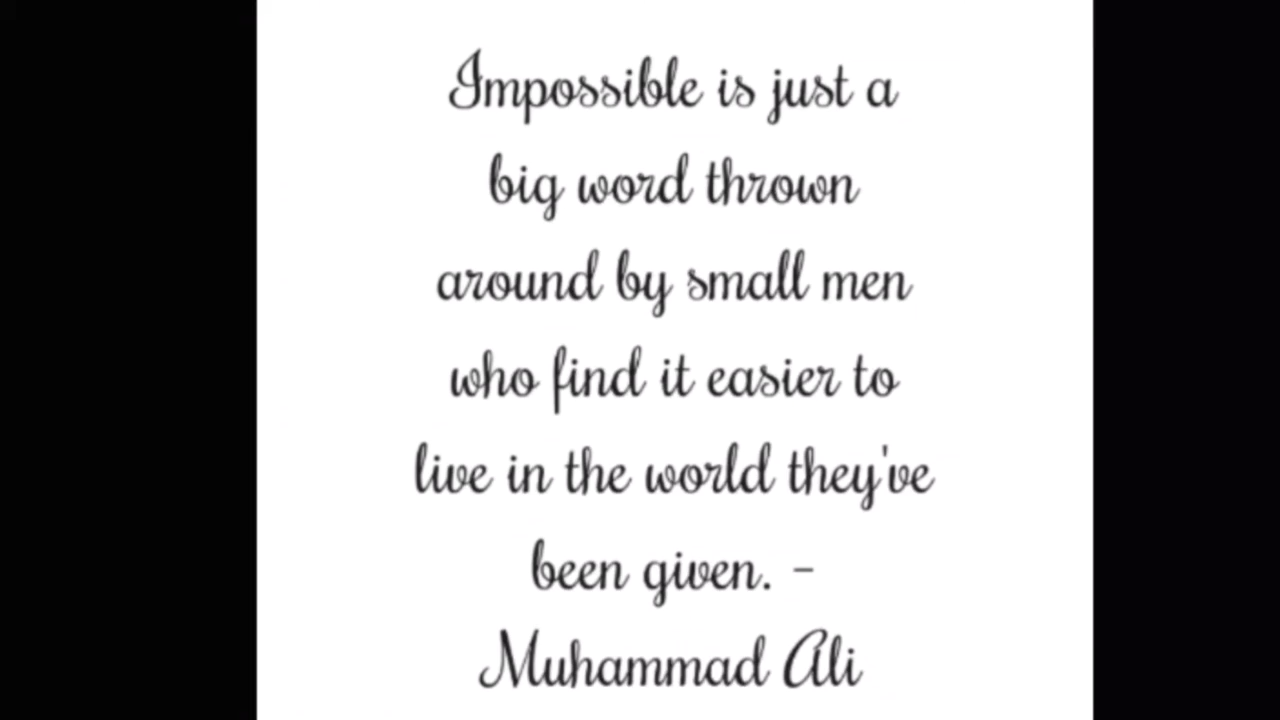 Impossible is just a
big word thrown
around by small men
who find it easier to
live in the world they've
been given. -
Muhammad Ali